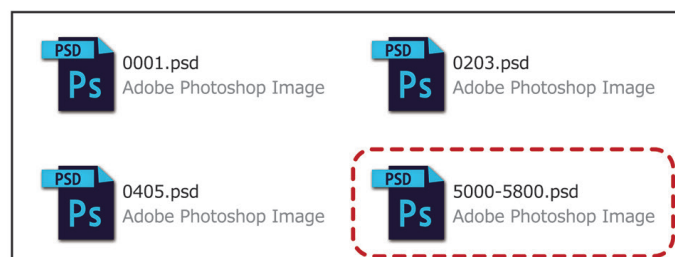 PSD
Ps
0001.psd
Adobe Photoshop Image
PSD
Ps
0203.psd
Adobe Photoshop Image
PSD
Ps
0405.psd
Adobe Photoshop Image
PSD
Ps
5000-5800.psd
Adobe Photoshop Image